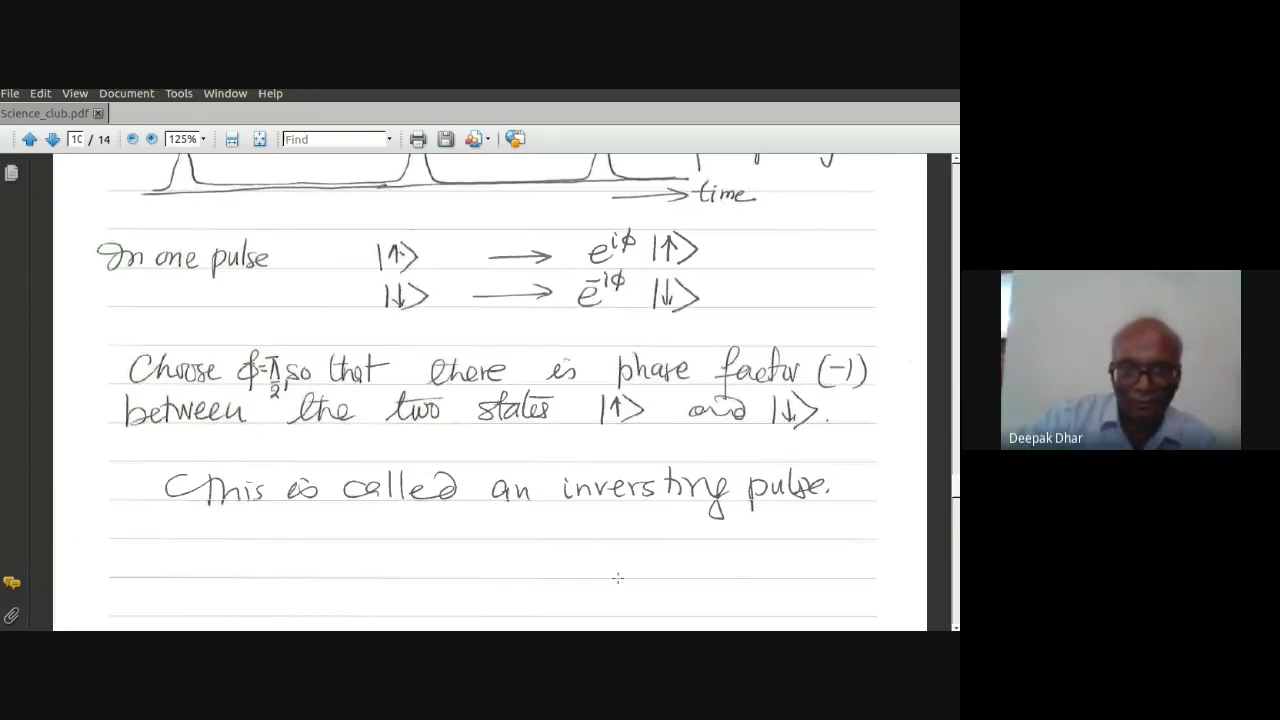 File Edit View Document Tools Window Help
Science_club.pdf
10 / 14 125% Find
time
In one pulse |↑⟩ → e^{iϕ} |↑⟩
|↓⟩ → e^{-iϕ} |↓⟩
Choose ϕ=π/2, so that there is phase factor (-1)
between the two states |↑⟩ and |↓⟩.
This is called an inversting pulse.
Deepak Dhar